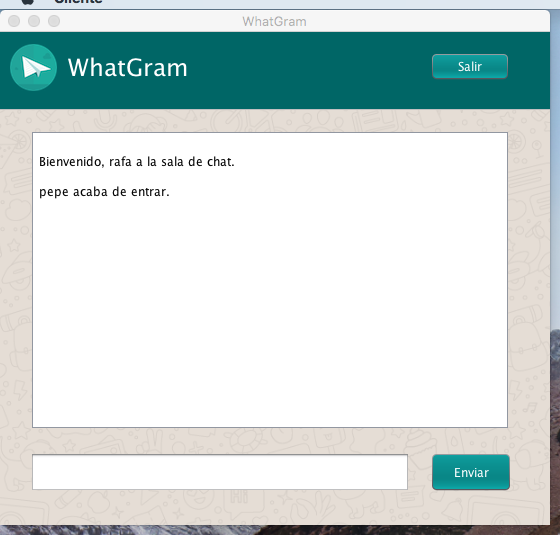 Cliente
WhatGram
WhatGram
Salir
Bienvenido, rafa a la sala de chat.
pepe acaba de entrar.
Enviar